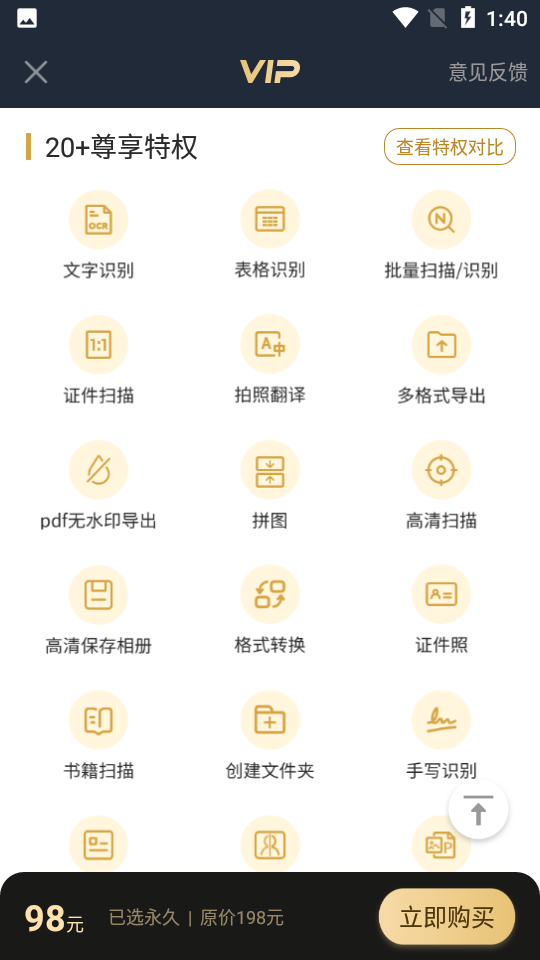 1:40
VIP
意见反馈
20+尊享特权
查看特权对比
OCR
N
文字识别
表格识别
批量扫描/识别
1:1
A中
证件扫描
拍照翻译
多格式导出
pdf无水印导出
拼图
高清扫描
A
高清保存相册
格式转换
证件照
书籍扫描
创建文件夹
手写识别
P
98元
已选永久 | 原价198元
立即购买